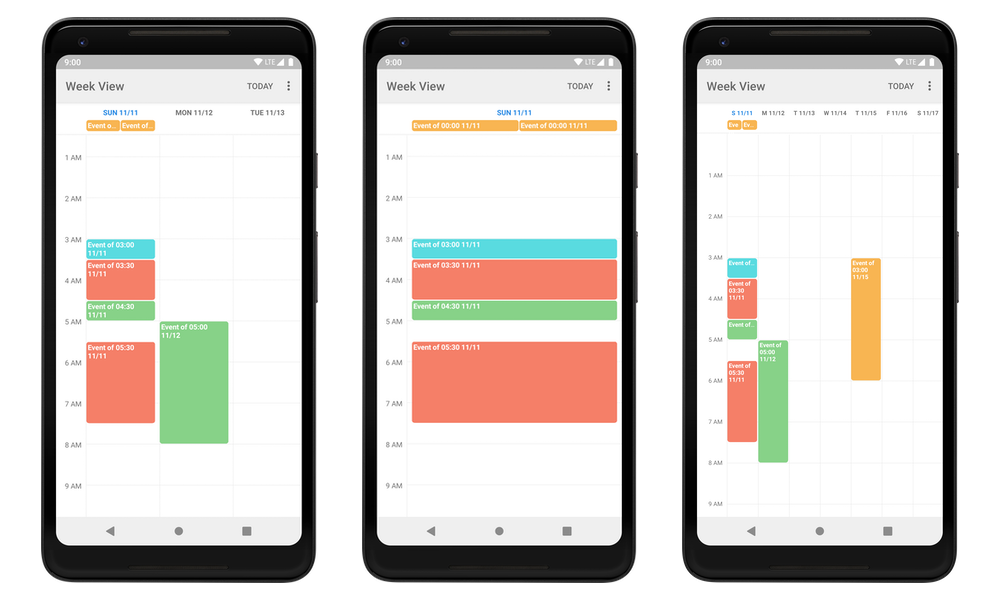 9:00 LTE
Week View TODAY
SUN 11/11 MON 11/12 TUE 11/13
Event o... Event of...
1 AM
2 AM
3 AM
Event of 03:00
11/11
Event of 03:30
11/11
4 AM
Event of 04:30
11/11
5 AM
Event of 05:00
11/12
Event of 05:30
11/11
6 AM
7 AM
8 AM
9 AM
9:00 LTE
Week View TODAY
SUN 11/11
Event of 00:00 11/11 Event of 00:00 11/11
1 AM
2 AM
3 AM
Event of 03:00 11/11
Event of 03:30 11/11
4 AM
Event of 04:30 11/11
5 AM
Event of 05:30 11/11
6 AM
7 AM
8 AM
9 AM
9:00 LTE
Week View TODAY
S 11/11 M 11/12 T 11/13 W 11/14 T 11/15 F 11/16 S 11/17
Eve Ev...
1 AM
2 AM
3 AM
Event of...
Event of
03:00
11/15
Event of
03:30
11/11
4 AM
Event of...
5 AM
Event of
05:00
11/12
Event of
05:30
11/11
6 AM
7 AM
8 AM
9 AM